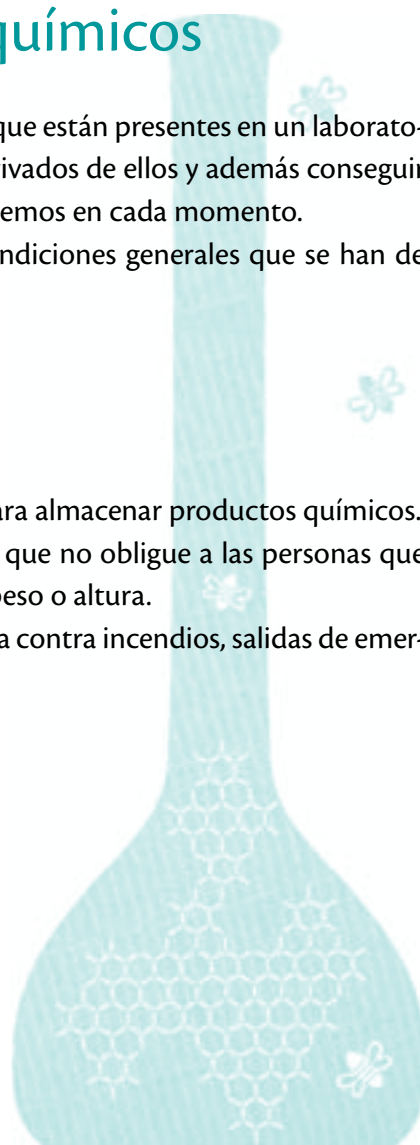 químicos
que están presentes en un laborato-
ivados de ellos y además conseguir
emos en cada momento.
ndiciones generales que se han de
ara almacenar productos químicos.
que no obligue a las personas que
peso o altura.
a contra incendios, salidas de emer-